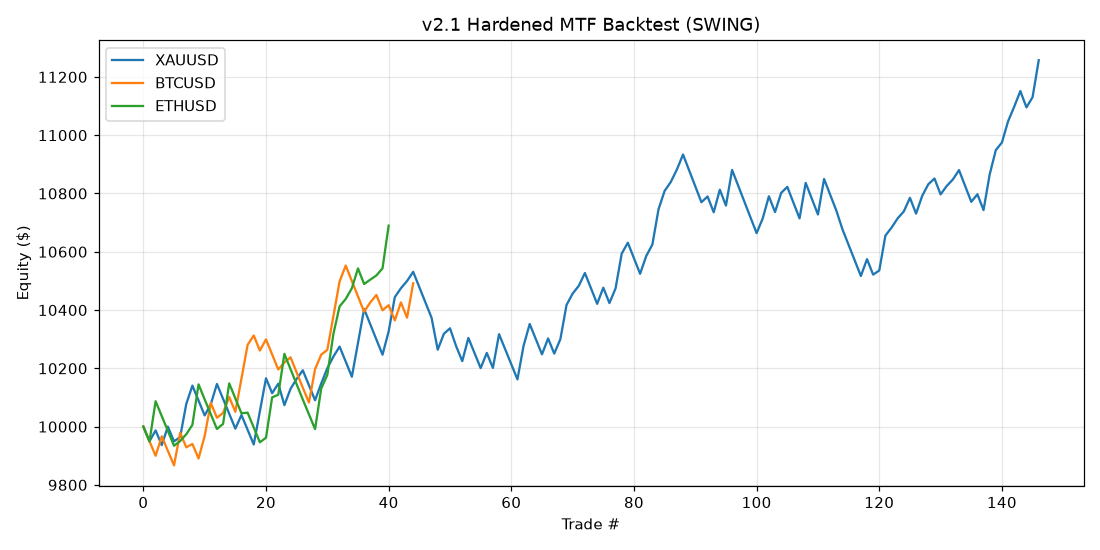 v2.1 Hardened MTF Backtest (SWING)
XAUUSD
BTCUSD
ETHUSD
Equity ($)
11200
11000
10800
10600
10400
10200
10000
9800
0 20 40 60 80 100 120 140
Trade #